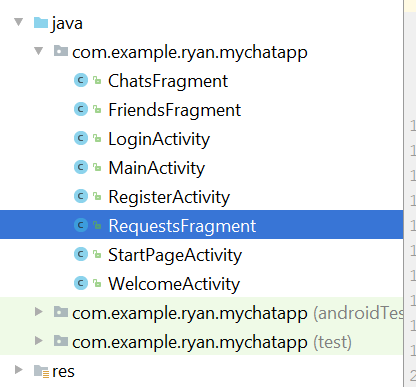 java
com.example.ryan.mychatapp
C ChatsFragment
C FriendsFragment
C LoginActivity
C MainActivity
C RegisterActivity
C RequestsFragment
C StartPageActivity
C WelcomeActivity
com.example.ryan.mychatapp (androidTes
com.example.ryan.mychatapp (test)
res